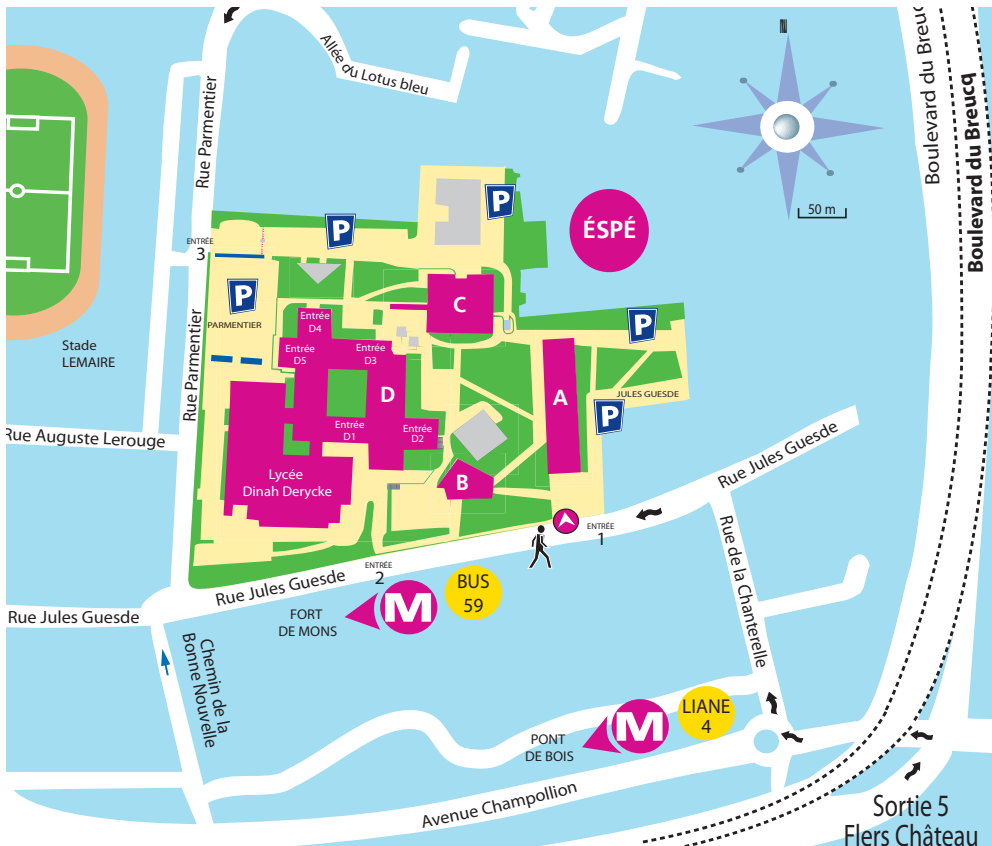 Allée du Lotus bleu
Rue Parmentier
Boulevard du Breucq
Boulevard du Breucq
50 m
ÉSPÉ
P
P
ENTRÉE
3
P
PARMENTIER
C
P
Entrée
D4
Entrée
D5
Entrée
D3
Stade
LEMAIRE
Rue Parmentier
D
A
JULES GUESDE
P
Entrée
D1
Entrée
D2
Rue Auguste Lerouge
Lycée
Dinah Derycke
B
Rue Jules Guesde
ENTRÉE
1
Rue de la Chanterelle
ENTRÉE
2
Rue Jules Guesde
BUS
59
M
FORT
DE MONS
Rue Jules Guesde
Chemin de la
Bonne Nouvelle
LIANE
4
M
PONT
DE BOIS
Avenue Champollion
Sortie 5
Flers Château